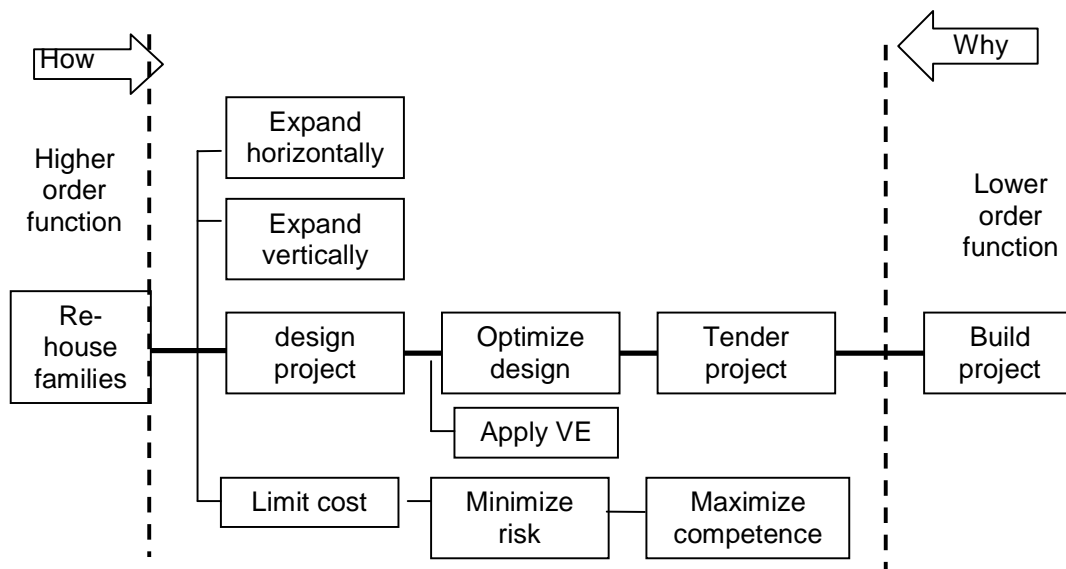 How
Why
Higher
order
function
Lower
order
function
Expand
horizontally
Expand
vertically
Re-
house
families
design
project
Optimize
design
Tender
project
Build
project
Apply VE
Limit cost
Minimize
risk
Maximize
competence